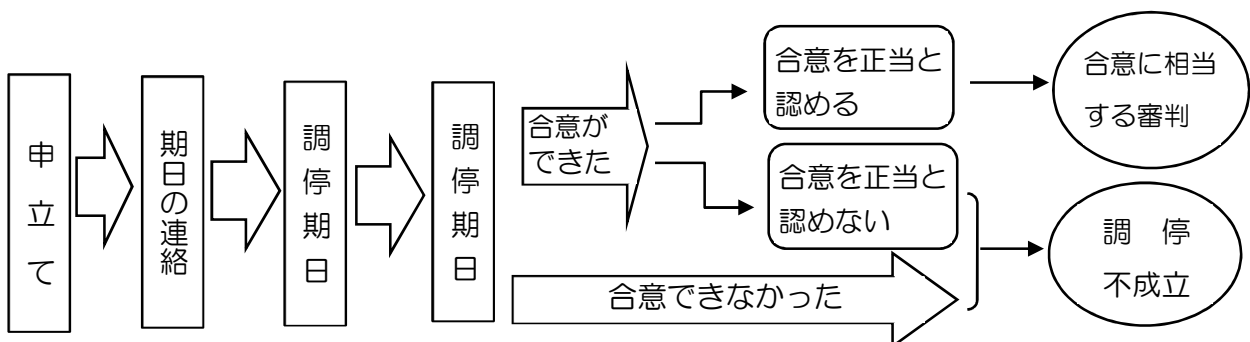 申立て
期日の連絡
調停期日
調停期日
合意が
できた
合意を正当と
認める
合意に相当
する審判
合意を正当と
認めない
合意できなかった
調 停
不成立